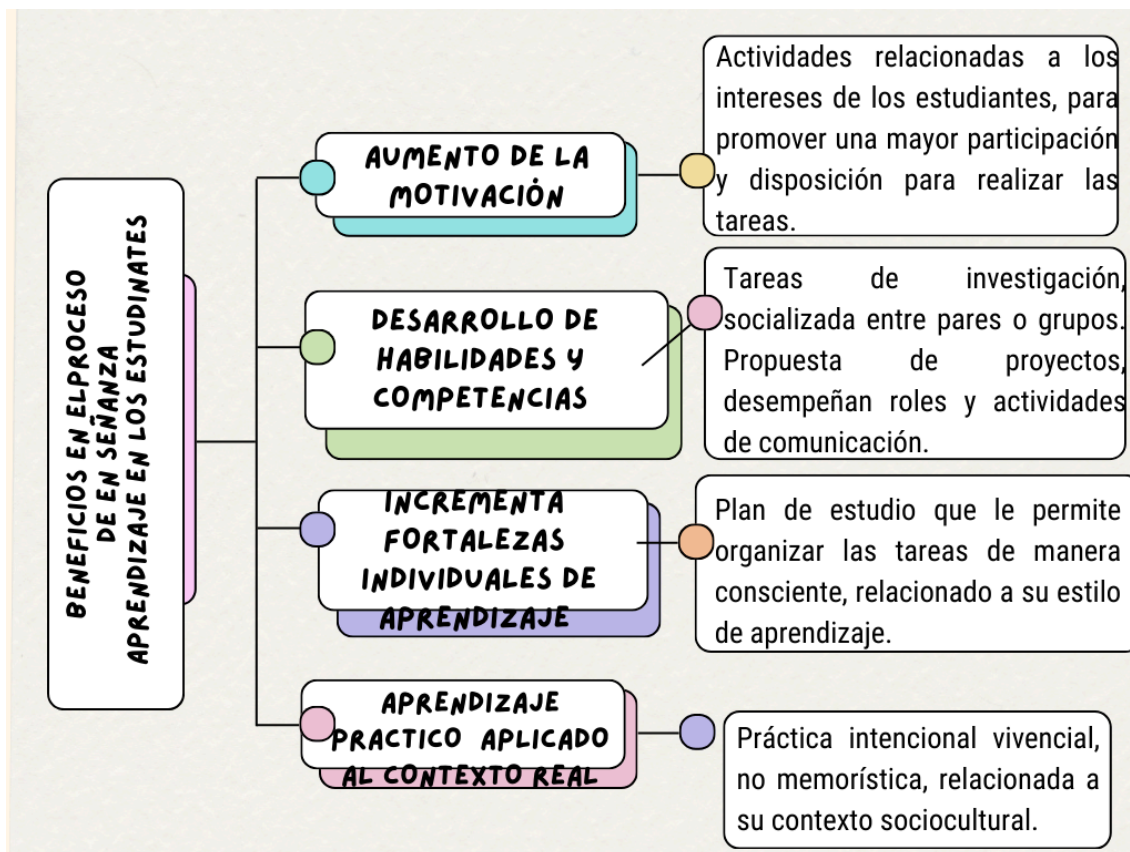 BENEFICIOS EN ELPROCESO
DE EN SEÑANZA
APRENDIZAJE EN LOS ESTUDINATES
AUMENTO DE LA
MOTIVACIÓN
Actividades relacionadas a los
intereses de los estudiantes, para
promover una mayor participación
y disposición para realizar las
tareas.
DESARROLLO DE
HABILIDADES Y
COMPETENCIAS
Tareas de investigación,
socializada entre pares o grupos.
Propuesta de proyectos,
desempeñan roles y actividades
de comunicación.
INCREMENTA
FORTALEZAS
INDIVIDUALES DE
APRENDIZAJE
Plan de estudio que le permite
organizar las tareas de manera
consciente, relacionado a su estilo
de aprendizaje.
APRENDIZAJE
PRACTICO APLICADO
AL CONTEXTO REAL
Práctica intencional vivencial,
no memorística, relacionada a
su contexto sociocultural.